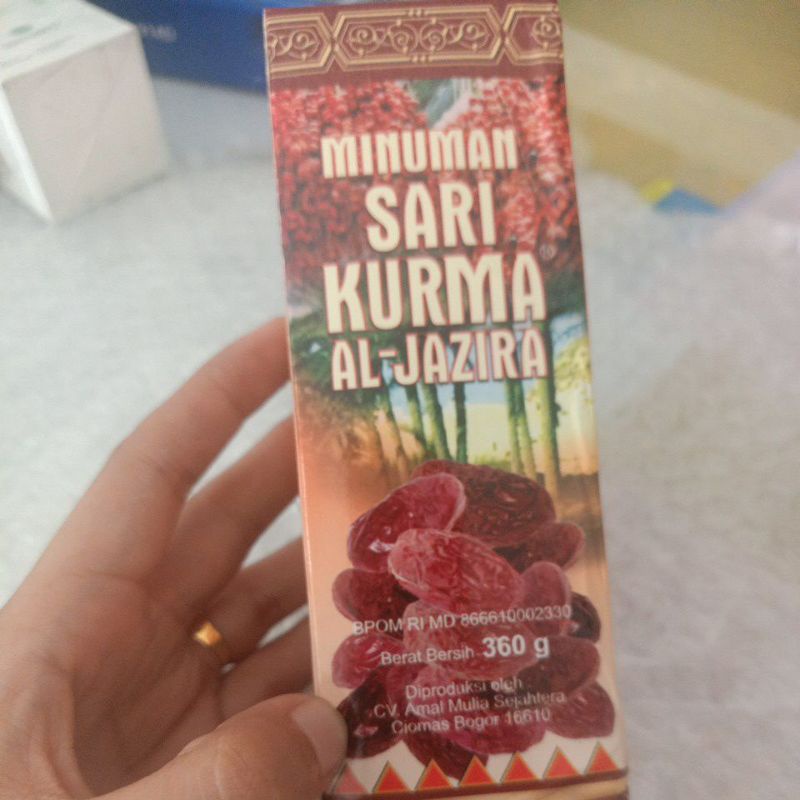 MINUMAN
SARI
KURMA
®
AL-JAZIRA
BPOM RI MD 866610002330
Berat Bersih 360 g
Diproduksi oleh
CV. Amal Mulia Sejahtera
Ciomas Bogor 16610